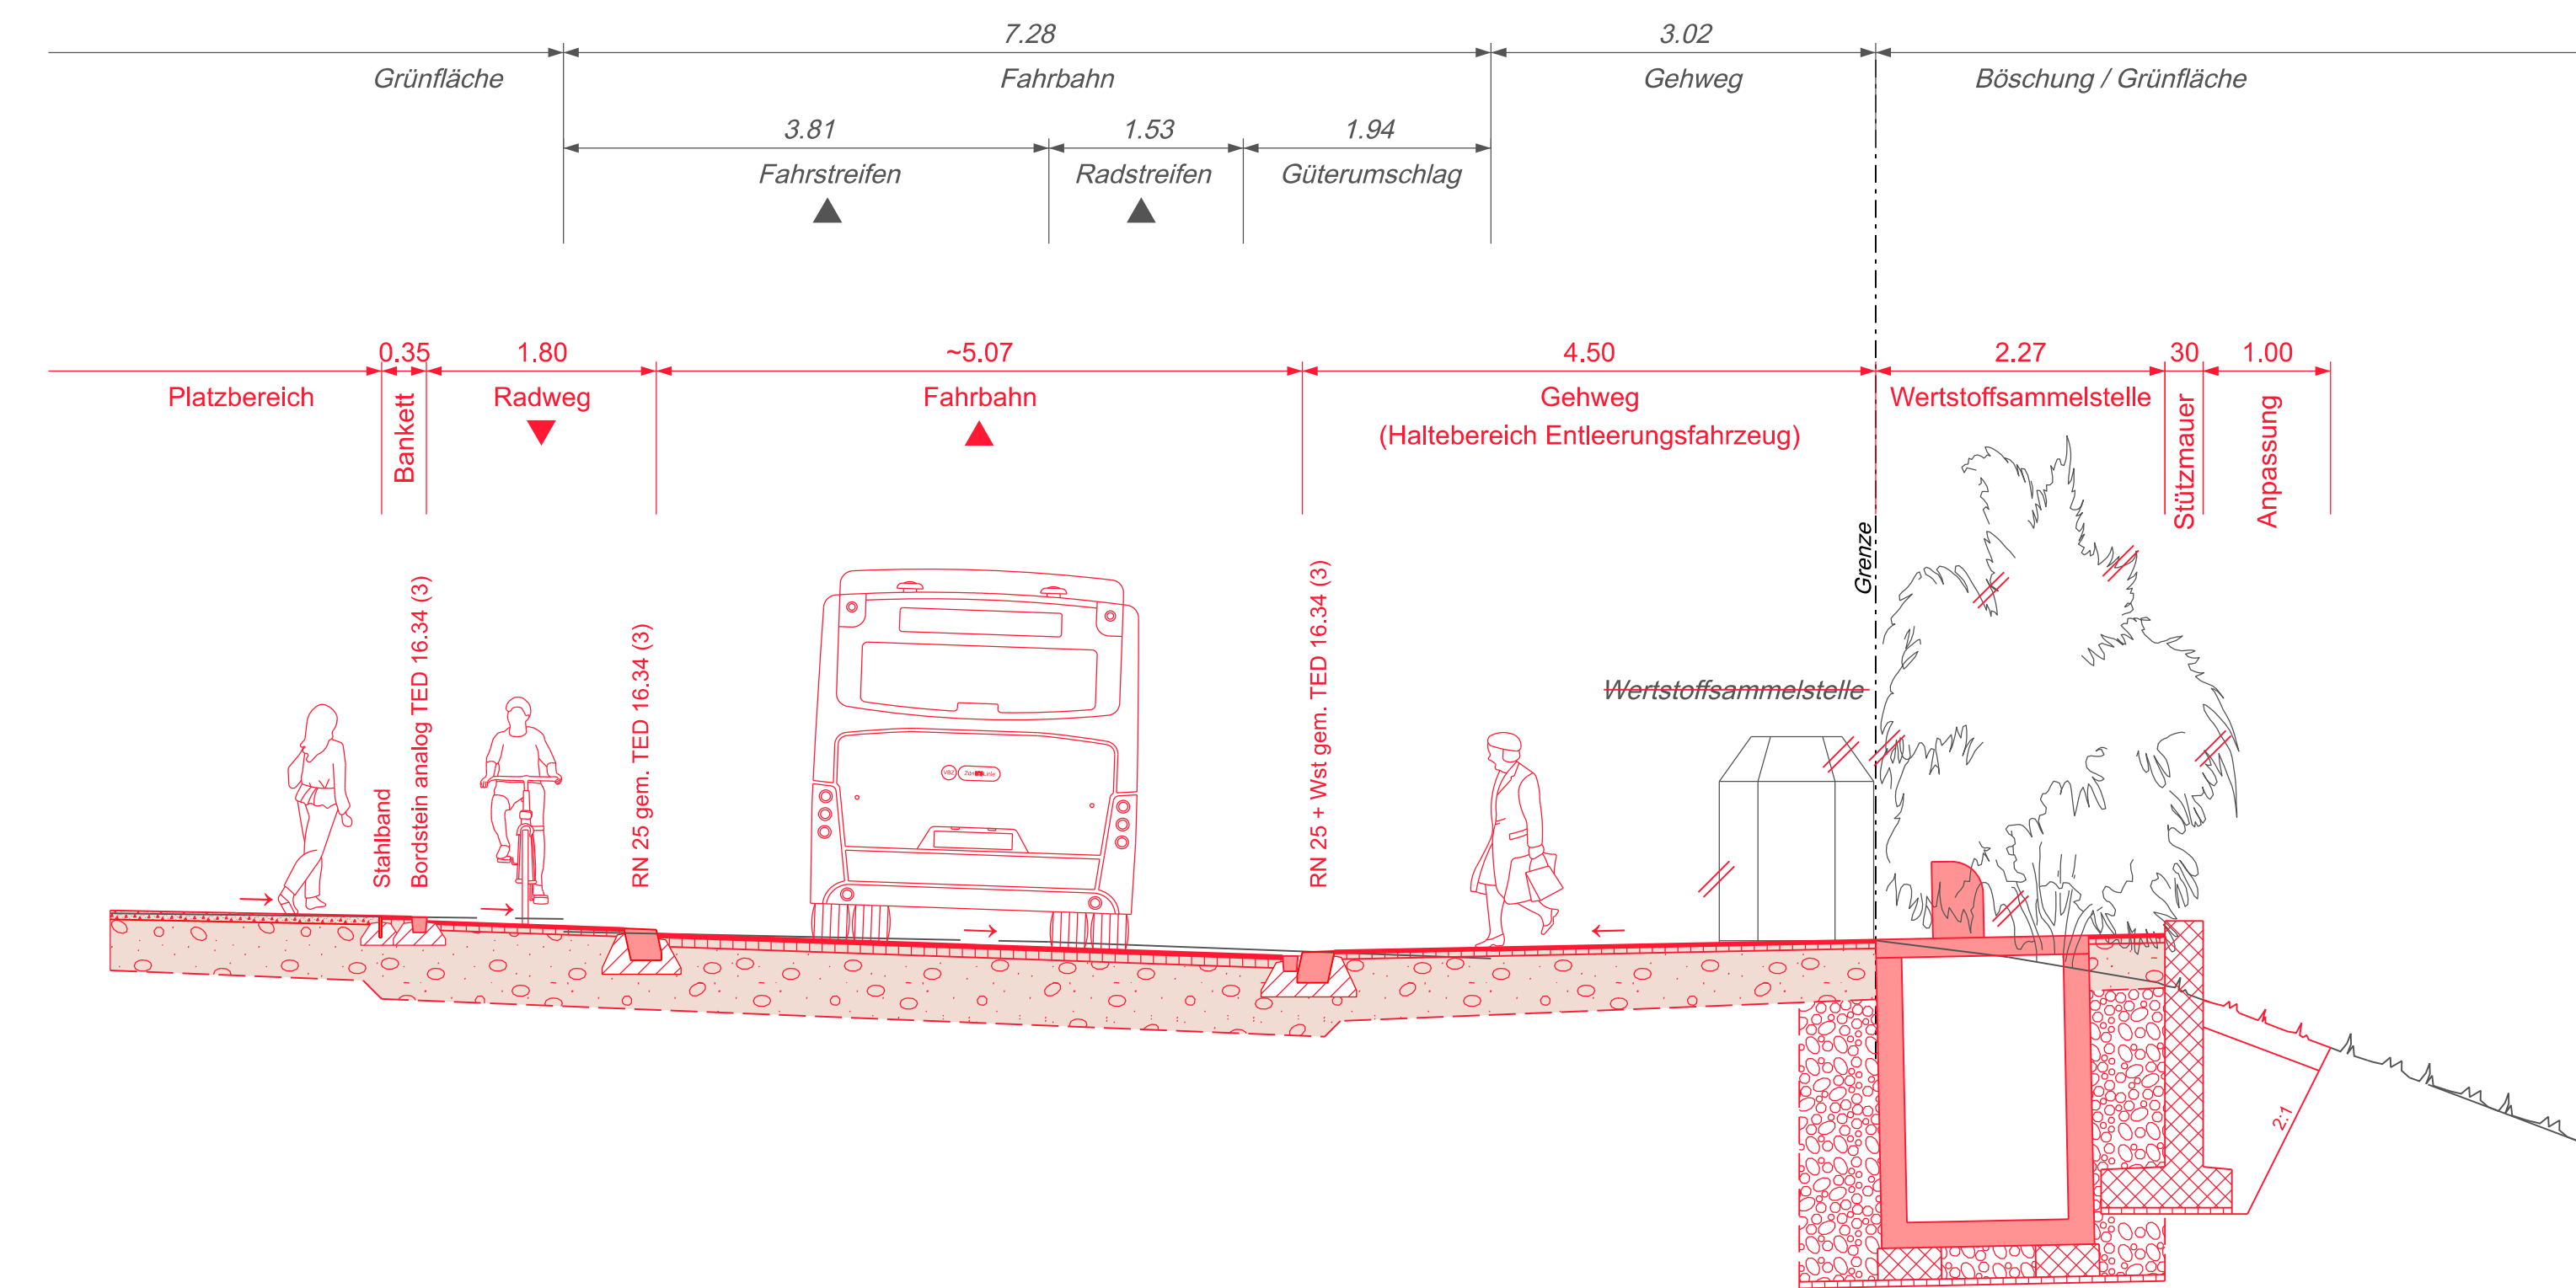 7.28
3.02
Grünfläche
Fahrbahn
Gehweg
Böschung / Grünfläche
3.81
1.53
1.94
Fahrstreifen
Radstreifen
Güterumschlag
0.35
1.80
~5.07
4.50
2.27
30
1.00
Platzbereich
Bankett
Radweg
Fahrbahn
Gehweg
(Haltebereich Entleerungsfahrzeug)
Wertstoffsammelstelle
Stützmauer
Anpassung
Grenze
Stahlband
Bordstein analog TED 16.34 (3)
RN 25 gem. TED 16.34 (3)
RN 25 + Wst gem. TED 16.34 (3)
Wertstoffsammelstelle
VBZ
2:1